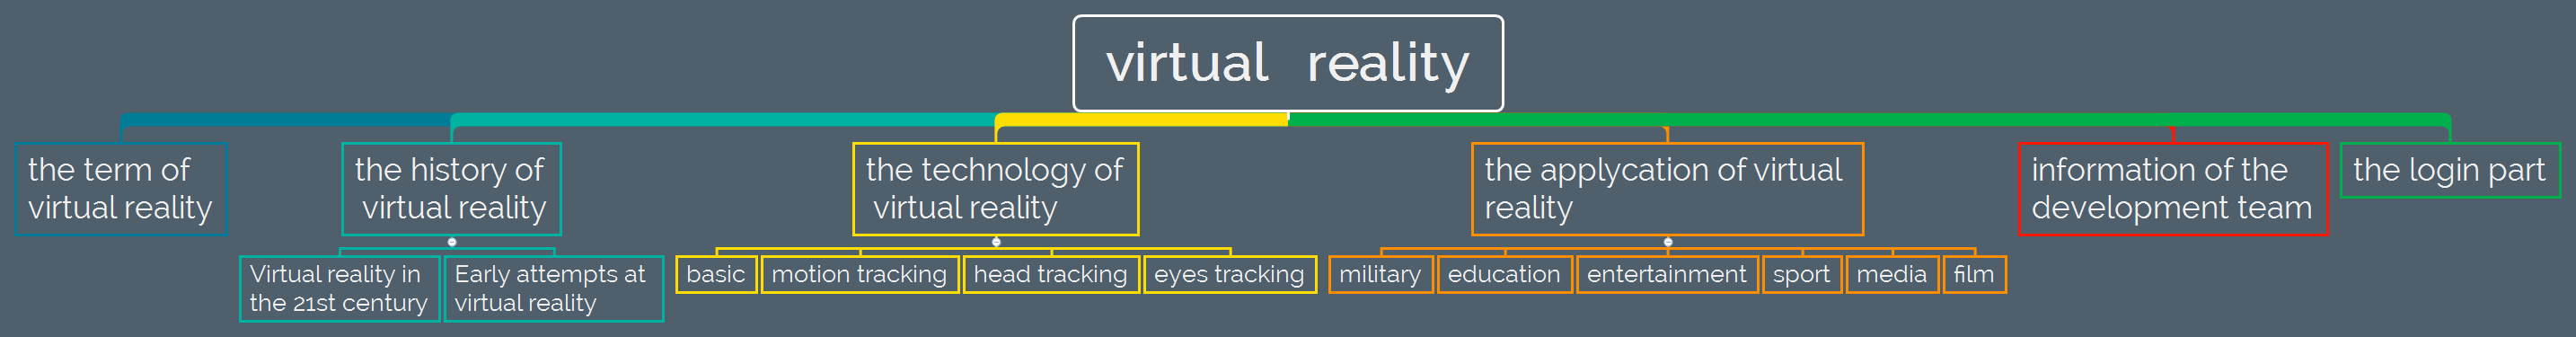 virtual reality
the term of
virtual reality
the history of
virtual reality
the technology of
virtual reality
the applycation of virtual
reality
information of the
development team
the login part
Virtual reality in
the 21st century
Early attempts at
virtual reality
basic
motion tracking
head tracking
eyes tracking
military
education
entertainment
sport
media
film